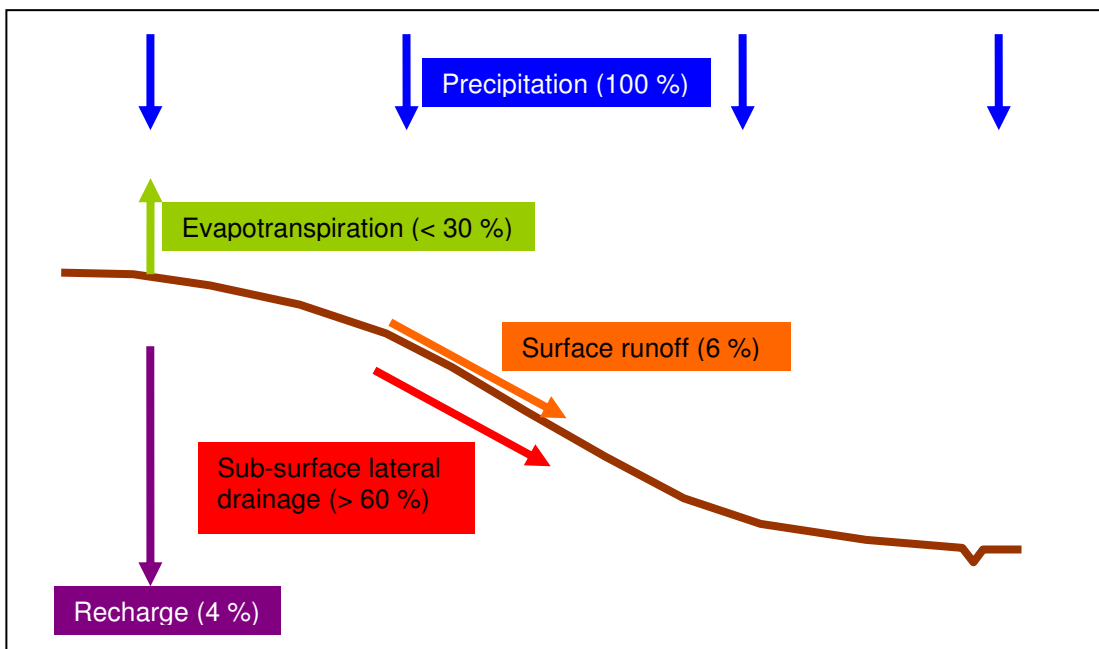 Precipitation (100 %)
Evapotranspiration (< 30 %)
Surface runoff (6 %)
Sub-surface lateral
drainage (> 60 %)
Recharge (4 %)